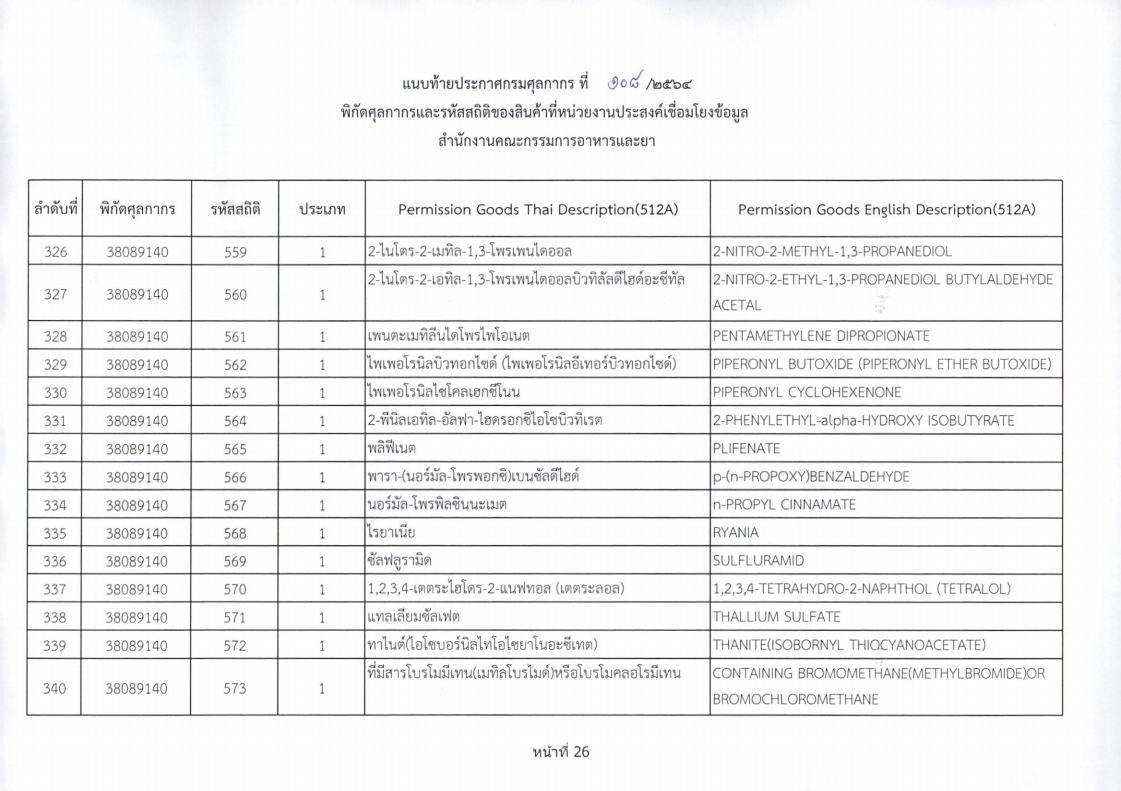 แนบท้ายประกาศกรมศุลกากร ที่ ๑๐๘ /๒๕๖๔
พิกัดศุลกากรและรหัสสถิติของสินค้าที่หน่วยงานประสงค์เชื่อมโยงข้อมูล
สำนักงานคณะกรรมการอาหารและยา
ลำดับที่ พิกัดศุลกากร รหัสสถิติ ประเภท Permission Goods Thai Description(512A) Permission Goods English Description(512A)
326 38089140 559 1 2-ไนโตร-2-เมทิล-1,3-โพรเพนไดออล 2-NITRO-2-METHYL-1,3-PROPANEDIOL
327 38089140 560 1 2-ไนโตร-2-เอทิล-1,3-โพรเพนไดออลบิวทิลัลดีไฮด์อะซีทัล 2-NITRO-2-ETHYL-1,3-PROPANEDIOL BUTYLALDEHYDE
ACETAL
328 38089140 561 1 เพนตะเมทิลีนไดโพรไพโอเนต PENTAMETHYLENE DIPROPIONATE
329 38089140 562 1 ไพเพอโรนิลบิวทอกไซด์ (ไพเพอโรนิลอีเทอร์บิวทอกไซด์) PIPERONYL BUTOXIDE (PIPERONYL ETHER BUTOXIDE)
330 38089140 563 1 ไพเพอโรนิลไซโคลเฮกซีโนน PIPERONYL CYCLOHEXENONE
331 38089140 564 1 2-ฟีนิลเอทิล-อัลฟา-ไฮดรอกซิไอโซบิวทิเรต 2-PHENYLETHYL-alpha-HYDROXY ISOBUTYRATE
332 38089140 565 1 พลิฟีเนต PLIFENATE
333 38089140 566 1 พารา-(นอร์มัล-โพรพอกซิ)เบนซัลดีไฮด์ p-(n-PROPOXY)BENZALDEHYDE
334 38089140 567 1 นอร์มัล-โพรพิลซินนะเมต n-PROPYL CINNAMATE
335 38089140 568 1 ไรยาเนีย RYANIA
336 38089140 569 1 ซัลฟลูรามิด SULFLURAMID
337 38089140 570 1 1,2,3,4-เตตระไฮโดร-2-แนฟทอล (เตตระลอล) 1,2,3,4-TETRAHYDRO-2-NAPHTHOL (TETRALOL)
338 38089140 571 1 แทลเลียมซัลเฟต THALLIUM SULFATE
339 38089140 572 1 ทาไนต์(ไอโซบอร์นิลไทโอไซยาโนอะซีเทต) THANITE(ISOBORNYL THIOCYANOACETATE)
340 38089140 573 1 ที่มีสารโบรโมมีเทน(เมทิลโบรไมด์)หรือโบรโมคลอโรมีเทน CONTAINING BROMOMETHANE(METHYLBROMIDE)OR
BROMOCHLOROMETHANE
หน้าที่ 26